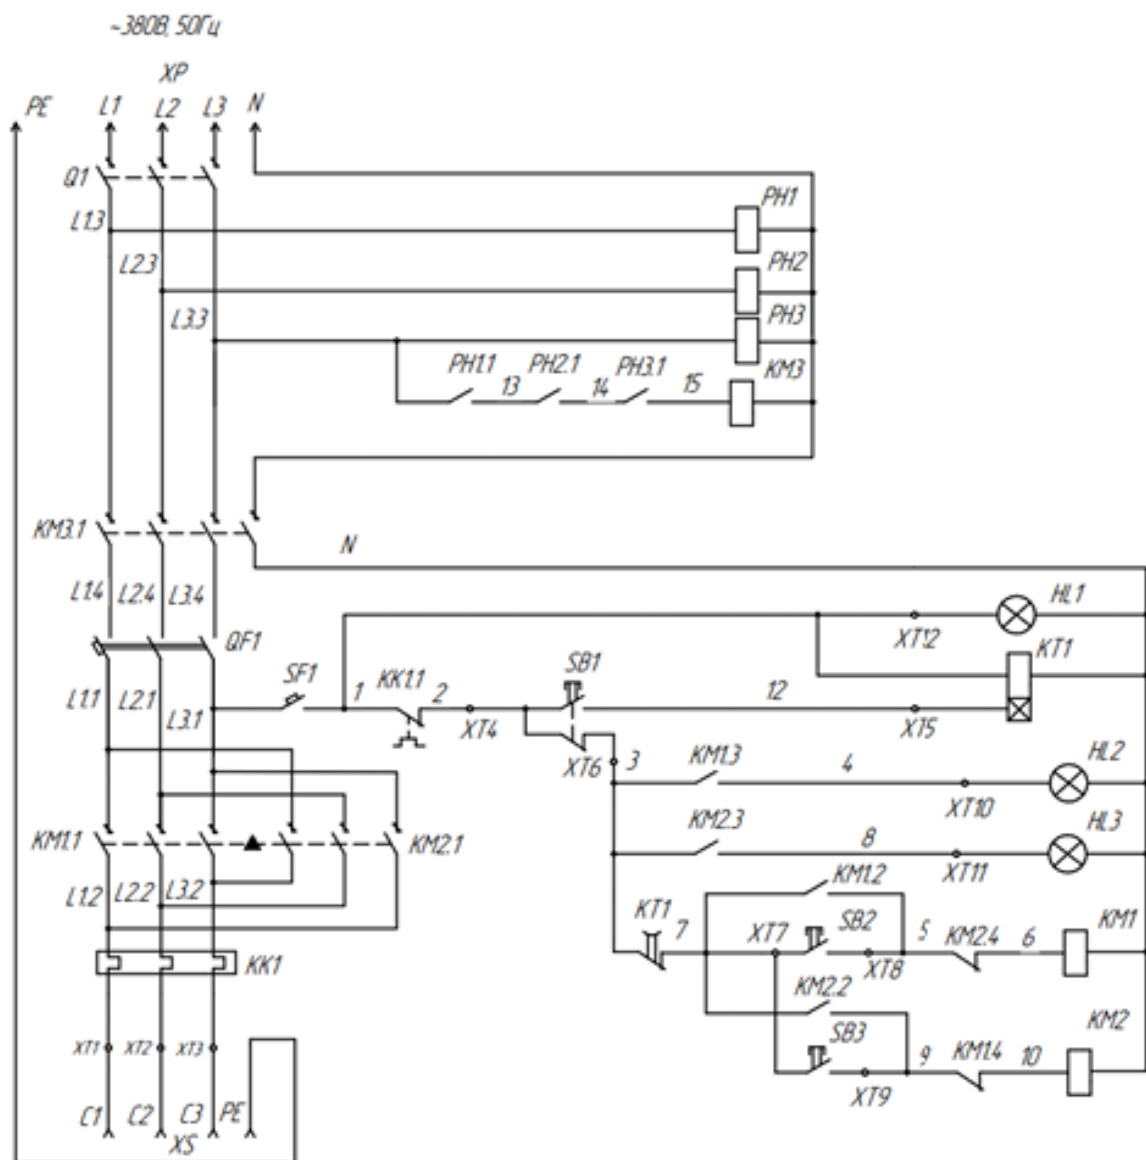 ~380В, 50Гц
XP
PE L1 L2 L3 N
Q1
PH1
L1.3
L2.3
PH2
L3.3
PH3
PH1.1 13 PH2.1 14 PH3.1 15 KM3
KM3.1
N
L1.4 L2.4 L3.4
HL1
XT12
QF1
KT1
SF1 SB1
L1.1 L2.1 L3.1
1 KK1.1 2 12
XT4 XT5
XT6 3
KM1.3 4
XT10 HL2
KM1.1 KM2.1
KM2.3 8
XT11 HL3
L1.2 L2.2 L3.2
KM1.2
KT1 7 XT7 SB2 5 KM2.4 6 KM1
XT8
KK1
KM2.2
KM2
XT1 XT2 XT3
SB3 9 KM1.4 10
XT9
C1 C2 C3 PE
XS